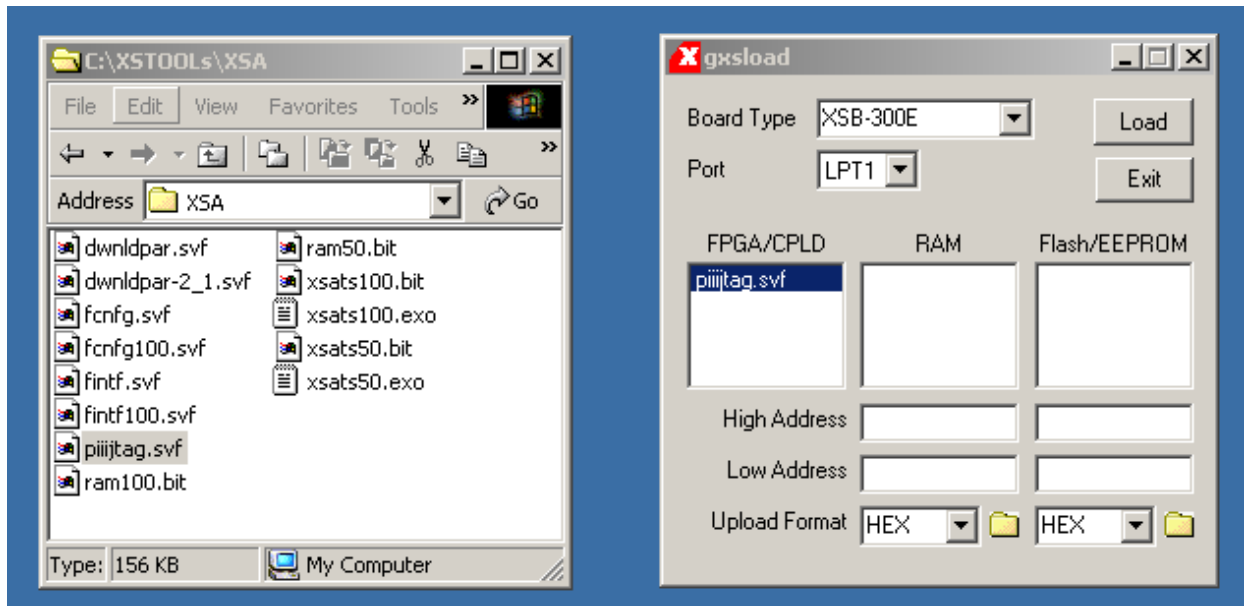 C:\XSTOOLs\XSA
File Edit View Favorites Tools »
»
Address XSA Go
dwnldpar.svf
dwnldpar-2_1.svf
fcnfg.svf
fcnfg100.svf
fintf.svf
fintf100.svf
piiijtag.svf
ram100.bit
ram50.bit
xsats100.bit
xsats100.exo
xsats50.bit
xsats50.exo
Type: 156 KB My Computer
X gxsload
Board Type XSB-300E Load
Port LPT1 Exit
FPGA/CPLD RAM Flash/EEPROM
piiijtag.svf
High Address
Low Address
Upload Format HEX HEX